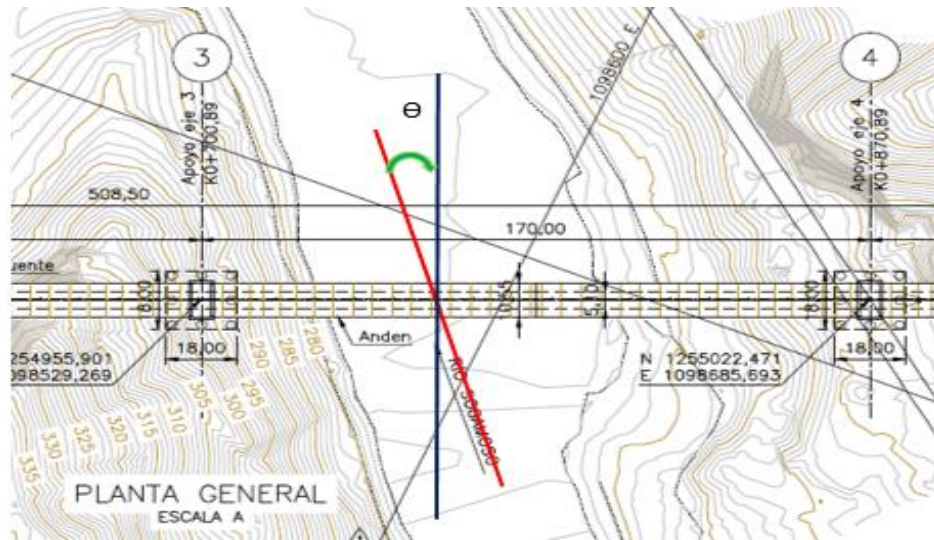 3
4
Θ
1098600 E
Apoyo eje 3
K0+700,89
Apoyo eje 4
K0+870,89
508,50
170,00
uente
8,00
5,10
8,00
Anden
18,00
18,00
254955,901
098529,269
N 1255022,471
E 1098685,693
280
285
290
295
300
305
310
315
320
325
330
335
PLANTA GENERAL
ESCALA A